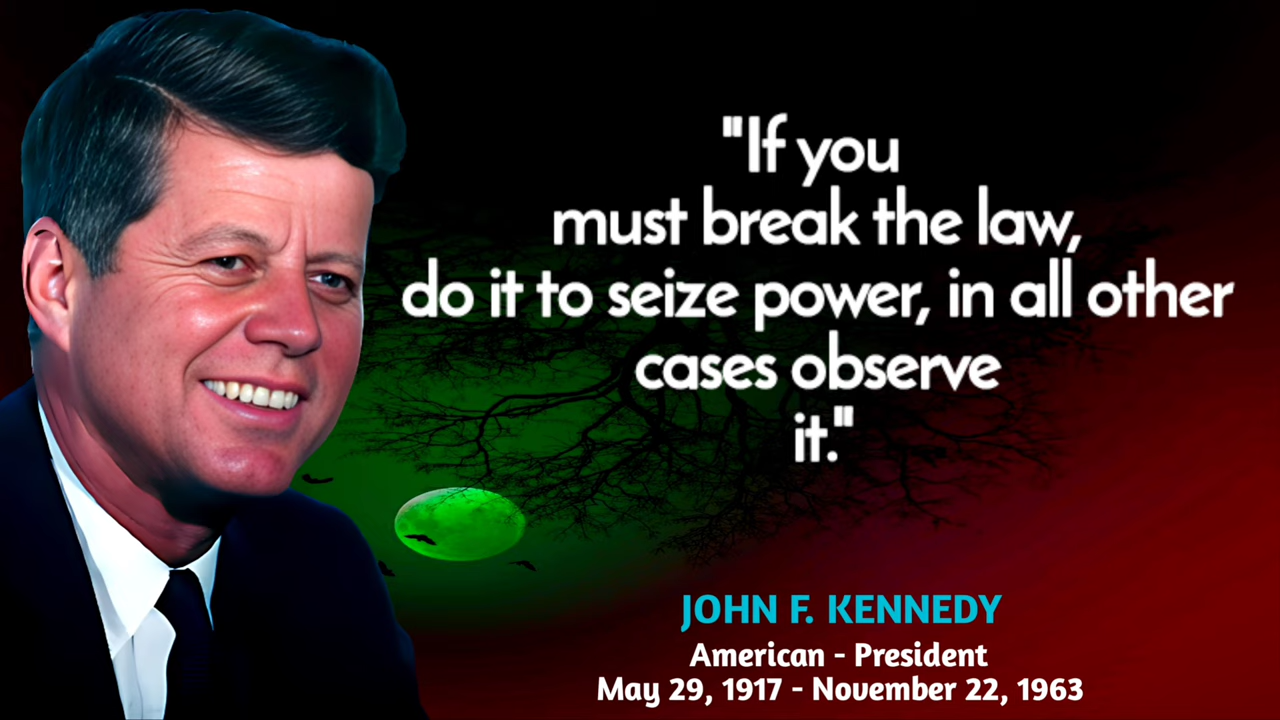 "If you
must break the law,
do it to seize power, in all other
cases observe
it."
JOHN F. KENNEDY
American - President
May 29, 1917 - November 22, 1963